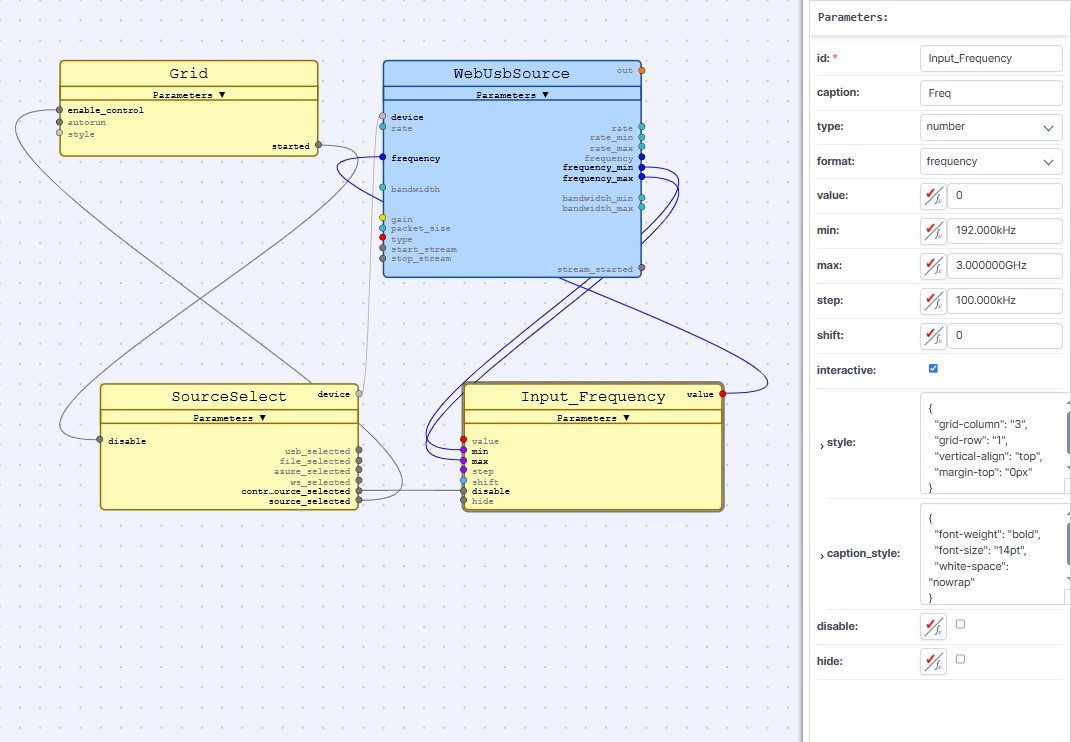 Grid
Parameters ▼
enable_control
autorun
style
started
WebUsbSource
out
Parameters ▼
device
rate
frequency
bandwidth
gain
packet_size
type
start_stream
stop_stream
rate
rate_min
rate_max
frequency
frequency_min
frequency_max
bandwidth_min
bandwidth_max
stream_started
SourceSelect
device
Parameters ▼
disable
usb_selected
file_selected
asure_selected
ws_selected
contr…ource_selected
source_selected
Input_Frequency
value
Parameters ▼
value
min
max
step
shift
disable
hide
Parameters:
id: *
Input_Frequency
caption:
Freq
type:
number
format:
frequency
value:
0
min:
192.000kHz
max:
3.000000GHz
step:
100.000kHz
shift:
0
interactive:
style:
{
"grid-column": "3",
"grid-row": "1",
"vertical-align": "top",
"margin-top": "0px"
}
caption_style:
{
"font-weight": "bold",
"font-size": "14pt",
"white-space":
"nowrap"
}
disable:
hide: